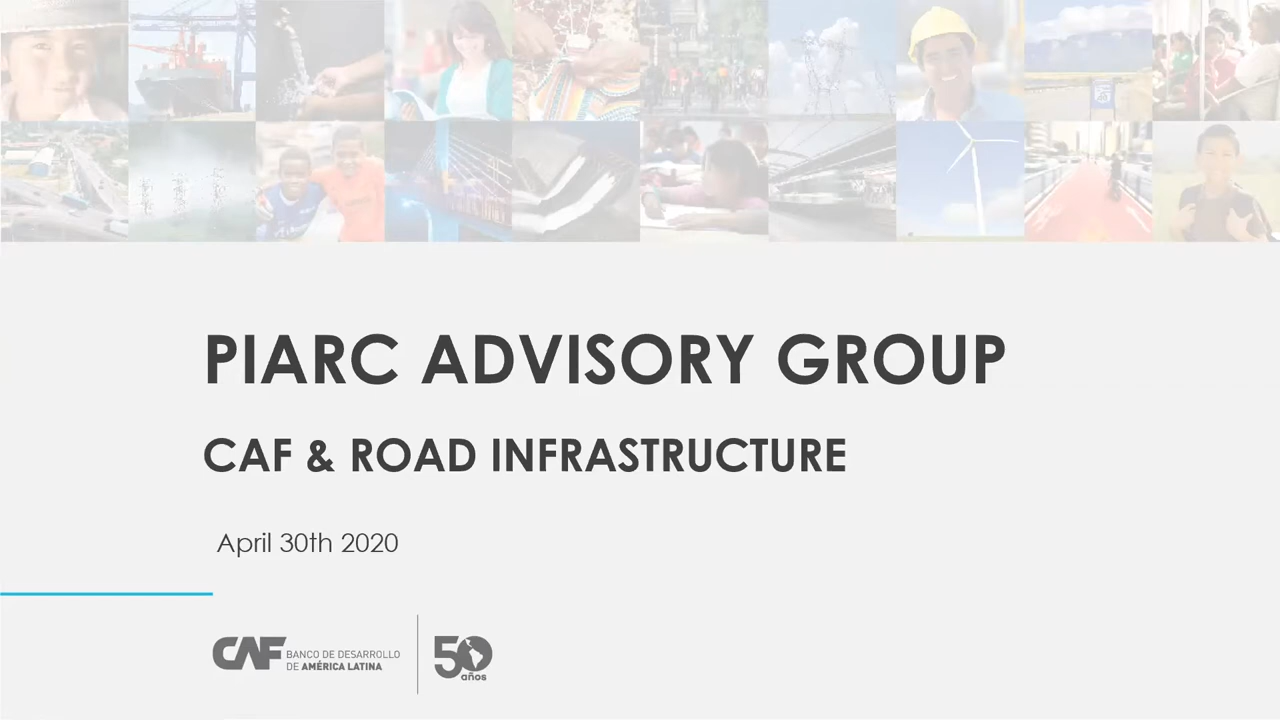 PIARC ADVISORY GROUP
CAF & ROAD INFRASTRUCTURE
April 30th 2020
CAF BANCO DE DESARROLLO
DE AMÉRICA LATINA
50
años